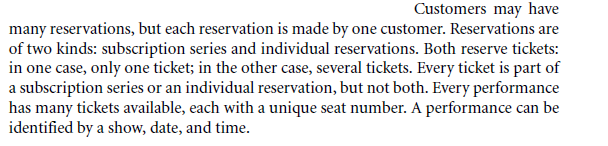 Customers may have
many reservations, but each reservation is made by one customer. Reservations are
of two kinds: subscription series and individual reservations. Both reserve tickets:
in one case, only one ticket; in the other case, several tickets. Every ticket is part of
a subscription series or an individual reservation, but not both. Every performance
has many tickets available, each with a unique seat number. A performance can be
identified by a show, date, and time.